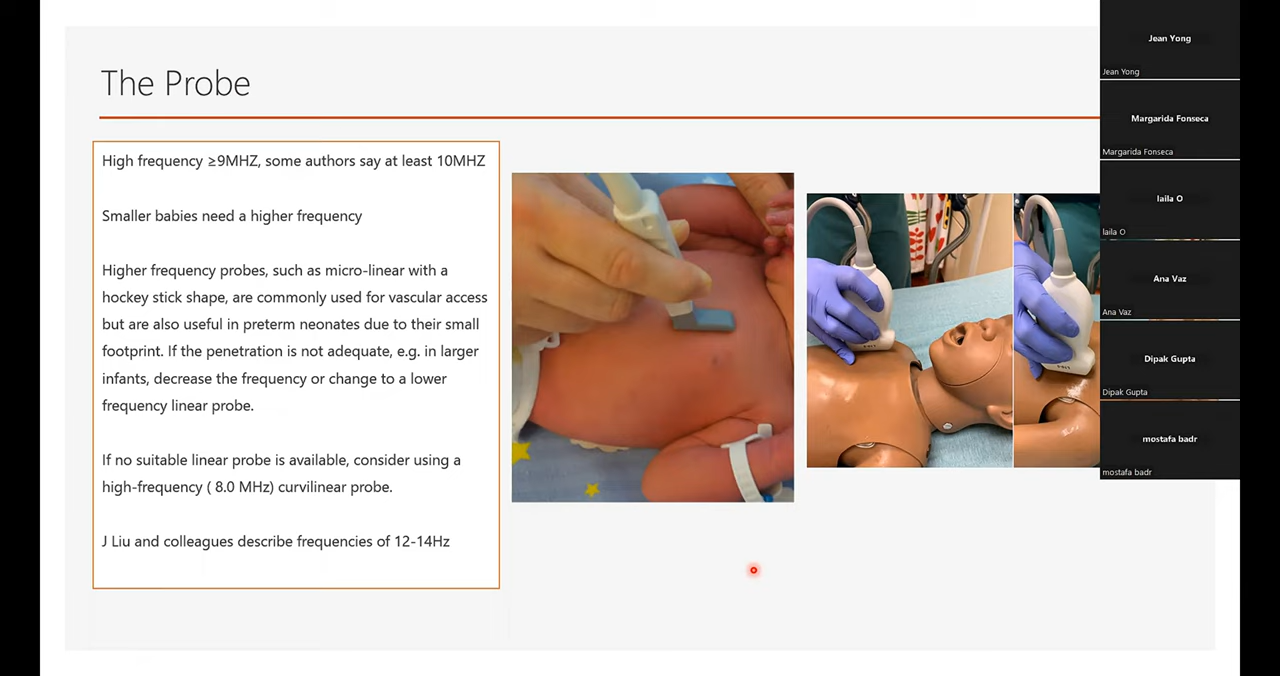 The Probe
High frequency ≥9MHZ, some authors say at least 10MHZ
Smaller babies need a higher frequency
Higher frequency probes, such as micro-linear with a
hockey stick shape, are commonly used for vascular access
but are also useful in preterm neonates due to their small
footprint. If the penetration is not adequate, e.g. in larger
infants, decrease the frequency or change to a lower
frequency linear probe.
If no suitable linear probe is available, consider using a
high-frequency ( 8.0 MHz) curvilinear probe.
J Liu and colleagues describe frequencies of 12-14Hz
Jean Yong
Jean Yong
Margarida Fonseca
Margarida Fonseca
laila O
laila O
Ana Vaz
Ana Vaz
Dipak Gupta
Dipak Gupta
mostafa badr
mostafa badr